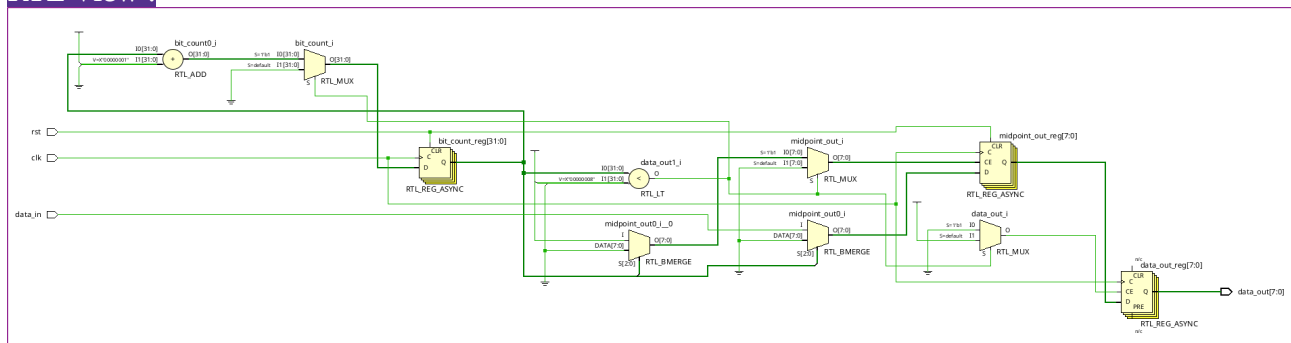 bit_count0_i
I0[31:0]
V=X"00000001" I1[31:0]
+
O[31:0]
RTL_ADD
bit_count_i
S=1'b1 I0[31:0]
S=default I1[31:0]
O[31:0]
S
RTL_MUX
rst
clk
data_in
bit_count_reg[31:0]
CLR
C
D
Q
RTL_REG_ASYNC
data_out1_i
I0[31:0]
V=X"00000008" I1[31:0]
<
O
RTL_LT
midpoint_out0_i__0
I
DATA[7:0]
O[7:0]
S[2:0]
RTL_BMERGE
midpoint_out_i
S=1'b1 I0[7:0]
S=default I1[7:0]
O[7:0]
S
RTL_MUX
midpoint_out0_i
I
DATA[7:0]
O[7:0]
S[2:0]
RTL_BMERGE
midpoint_out_reg[7:0]
CLR
C
CE
D
Q
RTL_REG_ASYNC
data_out_i
S=1'b1 I0
S=default I1
O
S
RTL_MUX
n/c
data_out_reg[7:0]
CLR
C
CE
D
Q
PRE
RTL_REG_ASYNC
n/c
data_out[7:0]